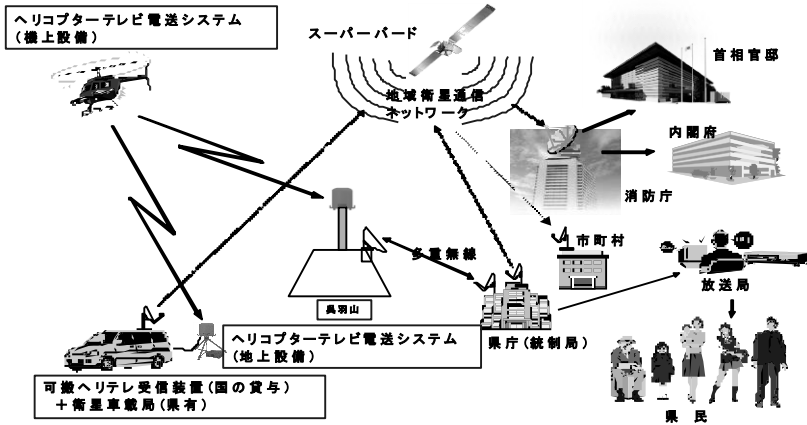 ヘリコプターテレビ電送システム
(機上設備)
スーパーバード
地域衛星通信
ネットワーク
首相官邸
内閣府
消防庁
市町村
多重無線
呉羽山
放送局
ヘリコプターテレビ電送システム
(地上設備)
県庁(統制局)
可搬ヘリテレ受信装置(国の貸与)
+衛星車載局(県有)
県 民